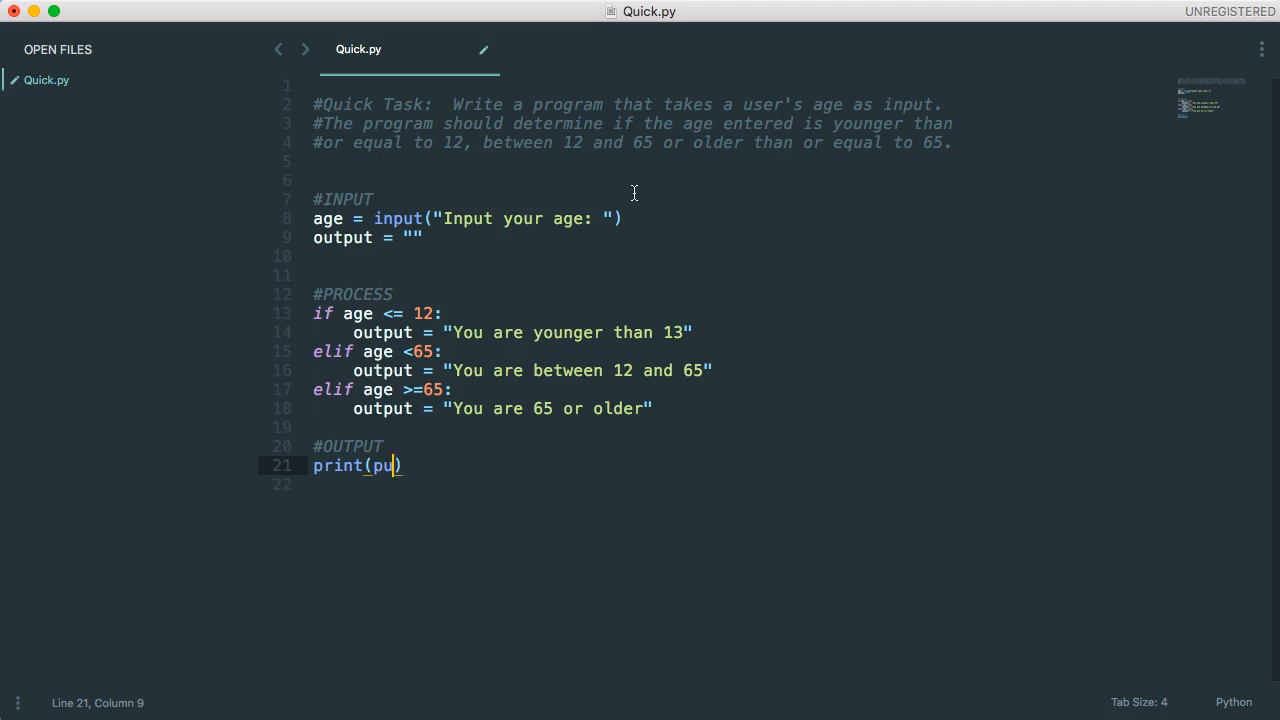 Quick.py
UNREGISTERED
OPEN FILES
Quick.py
Quick.py
1
2 #Quick Task:  Write a program that takes a user's age as input.
3 #The program should determine if the age entered is younger than
4 #or equal to 12, between 12 and 65 or older than or equal to 65.
5
6
7 #INPUT
8 age = input("Input your age: ")
9 output = ""
10
11
12 #PROCESS
13 if age <= 12:
14     output = "You are younger than 13"
15 elif age <65:
16     output = "You are between 12 and 65"
17 elif age >=65:
18     output = "You are 65 or older"
19
20 #OUTPUT
21 print(pu)
22
Line 21, Column 9
Tab Size: 4
Python